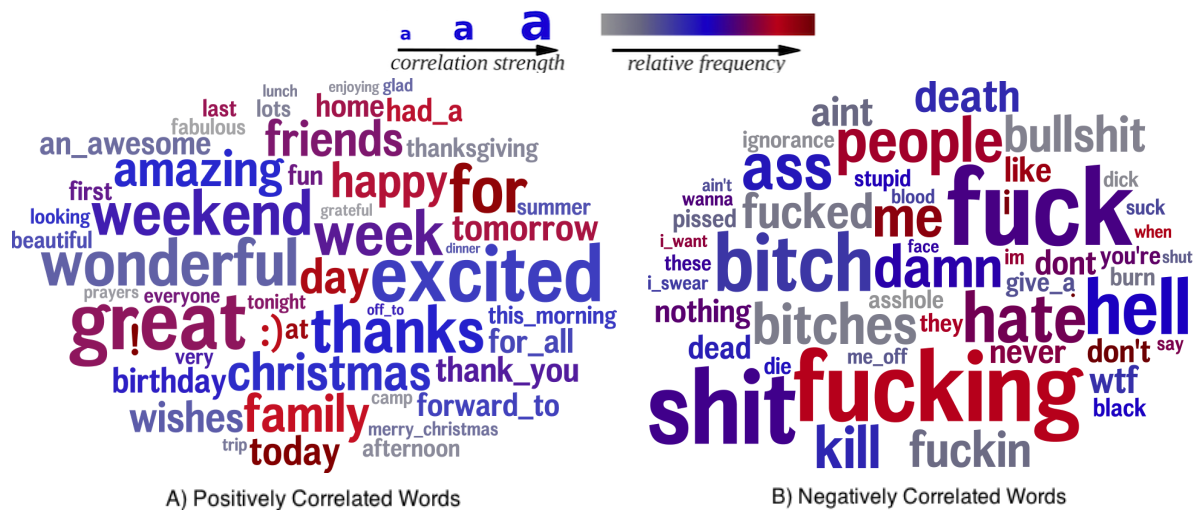 a a a
correlation strength
relative frequency
lunch enjoying glad
last lots home had_a
fabulous
an_awesome friends thanksgiving
amazing fun happy for
first
looking weekend grateful week summer
beautiful tomorrow
wonderful day dinner excited
prayers everyone
great ! tonight :) at off_to thanks this_morning
very for_all
birthday christmas thank_you
wishes family camp forward_to
merry_christmas
trip today afternoon
A) Positively Correlated Words
death
aint
ignorance people bullshit
ass stupid like
ain't blood fuck i dick
wanna
pissed fucked me suck
when
i_want bitch face damn im dont you're shut
these
i_swear give_a burn
nothing asshole hate . hell
bitches they
dead never don't say
die me_off
shit fucking wtf
black
kill fuckin
B) Negatively Correlated Words